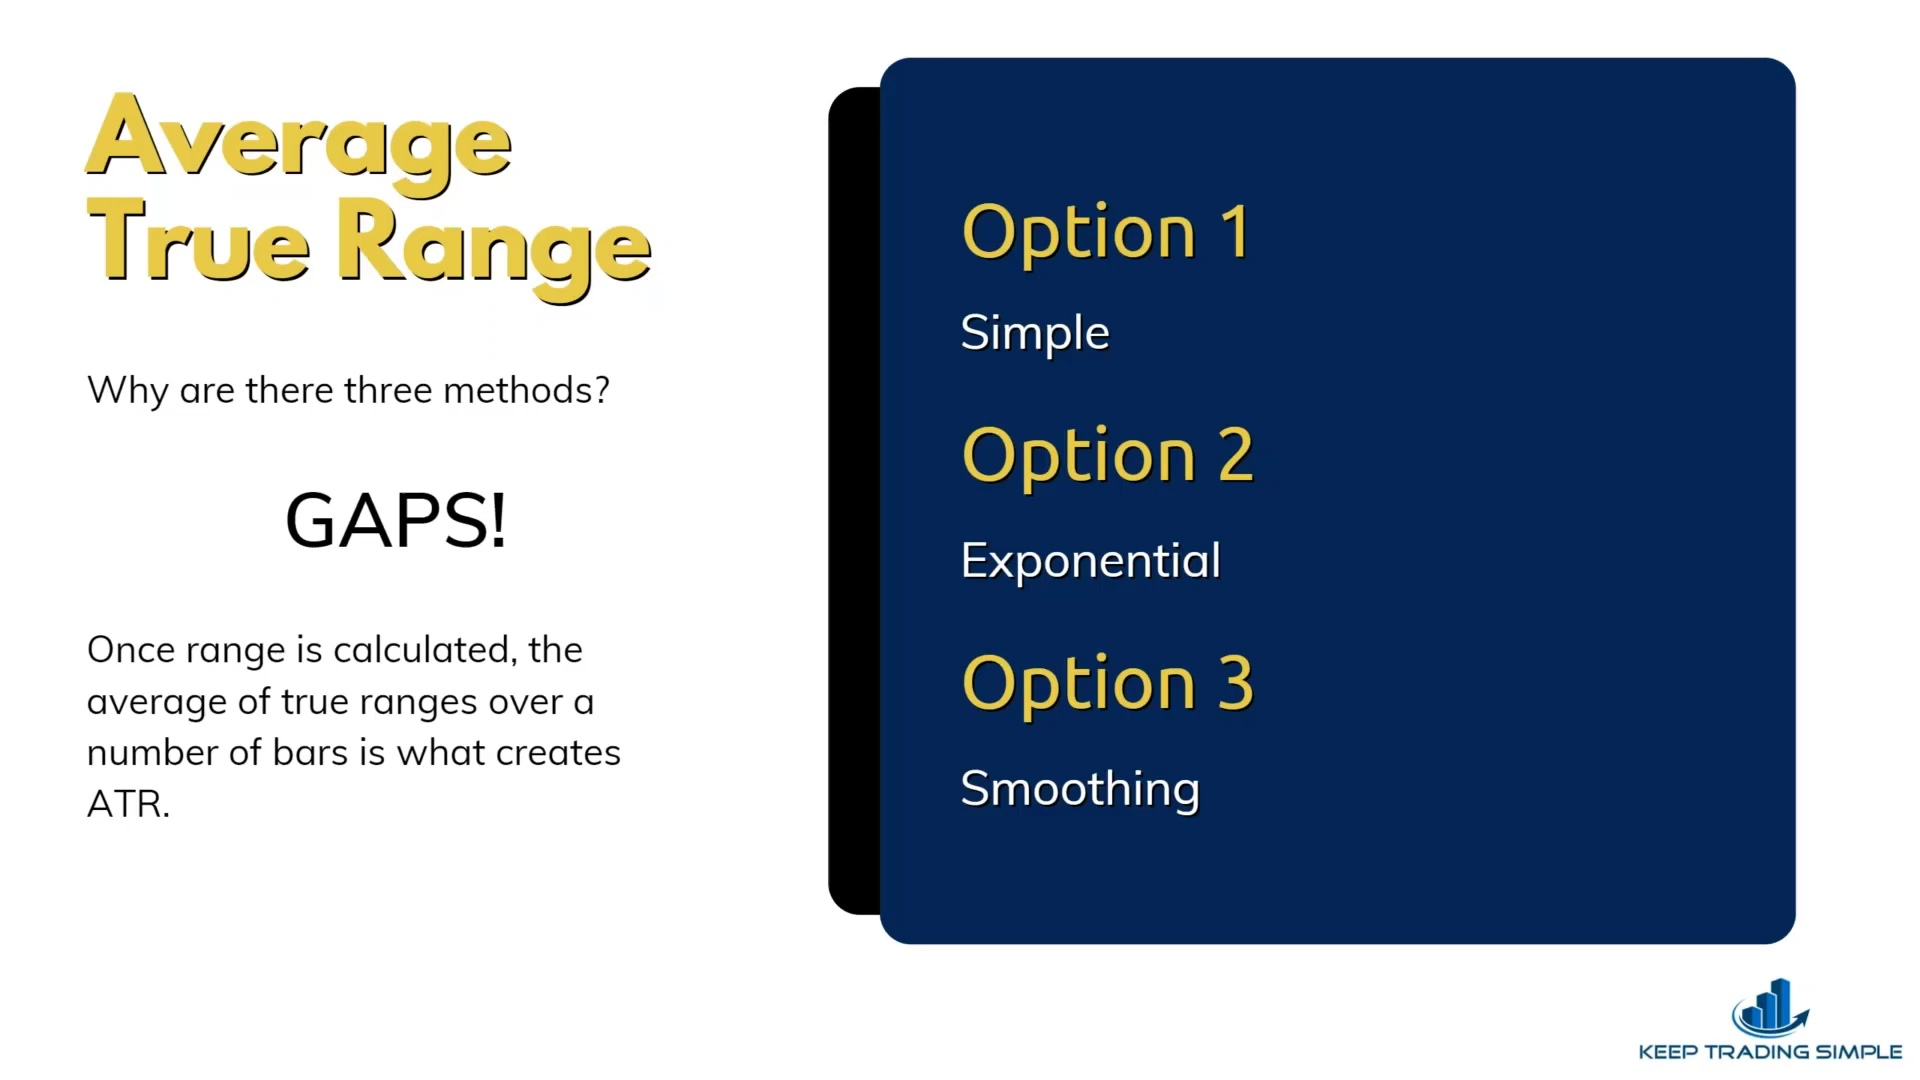 Average
True Range
Why are there three methods?
GAPS!
Once range is calculated, the
average of true ranges over a
number of bars is what creates
ATR.
Option 1
Simple
Option 2
Exponential
Option 3
Smoothing
KEEP TRADING SIMPLE